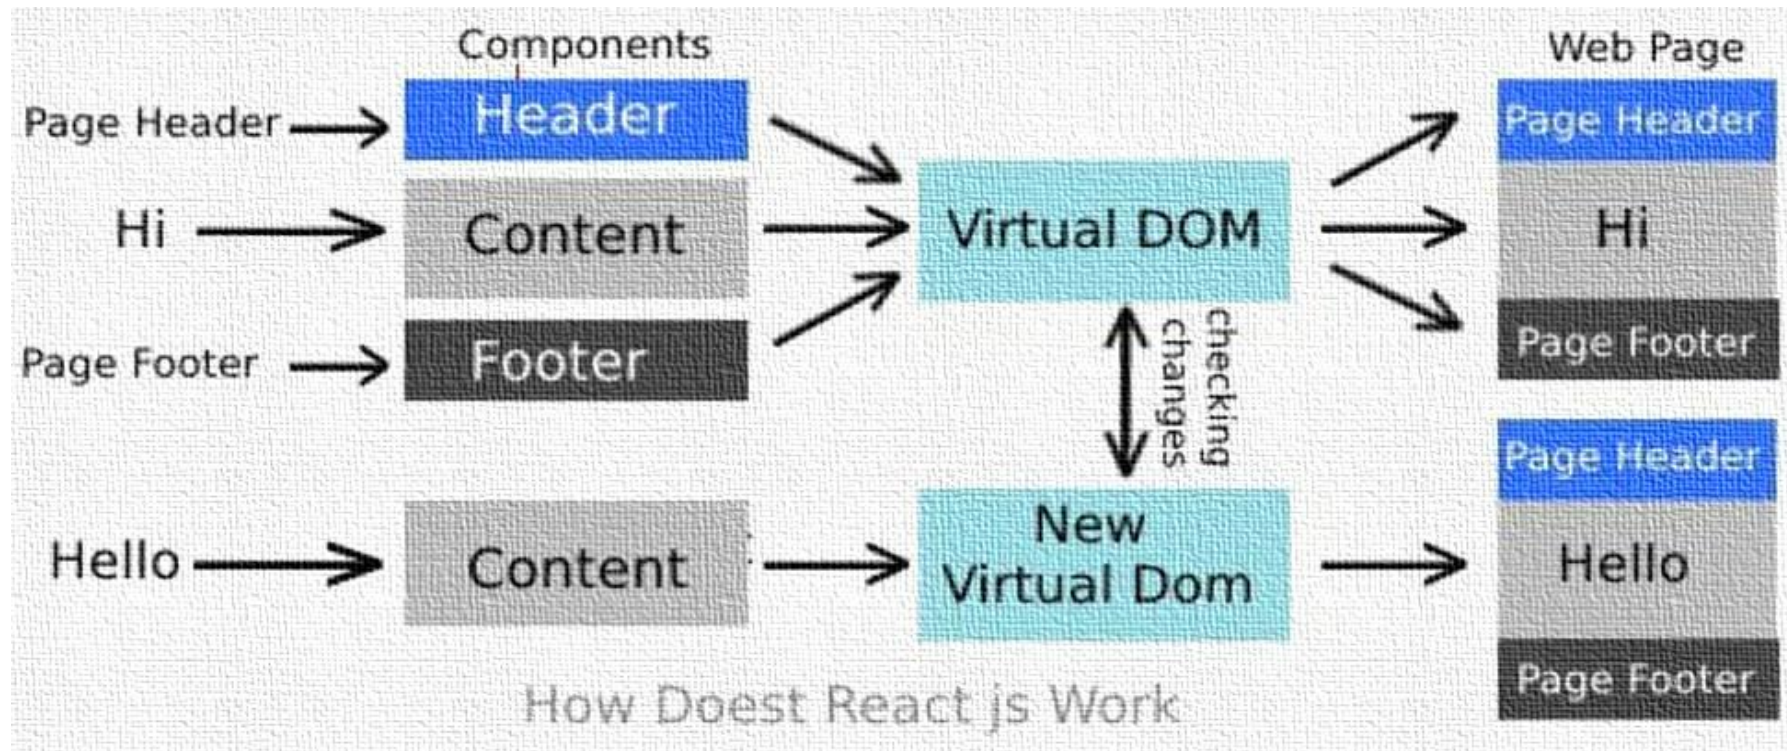 Components
Web Page
Page Header
Header
Page Header
Hi
Content
Virtual DOM
Hi
Page Footer
Footer
Page Footer
checking
changes
Page Header
Hello
Content
New
Virtual Dom
Hello
Page Footer
How Doest React js Work